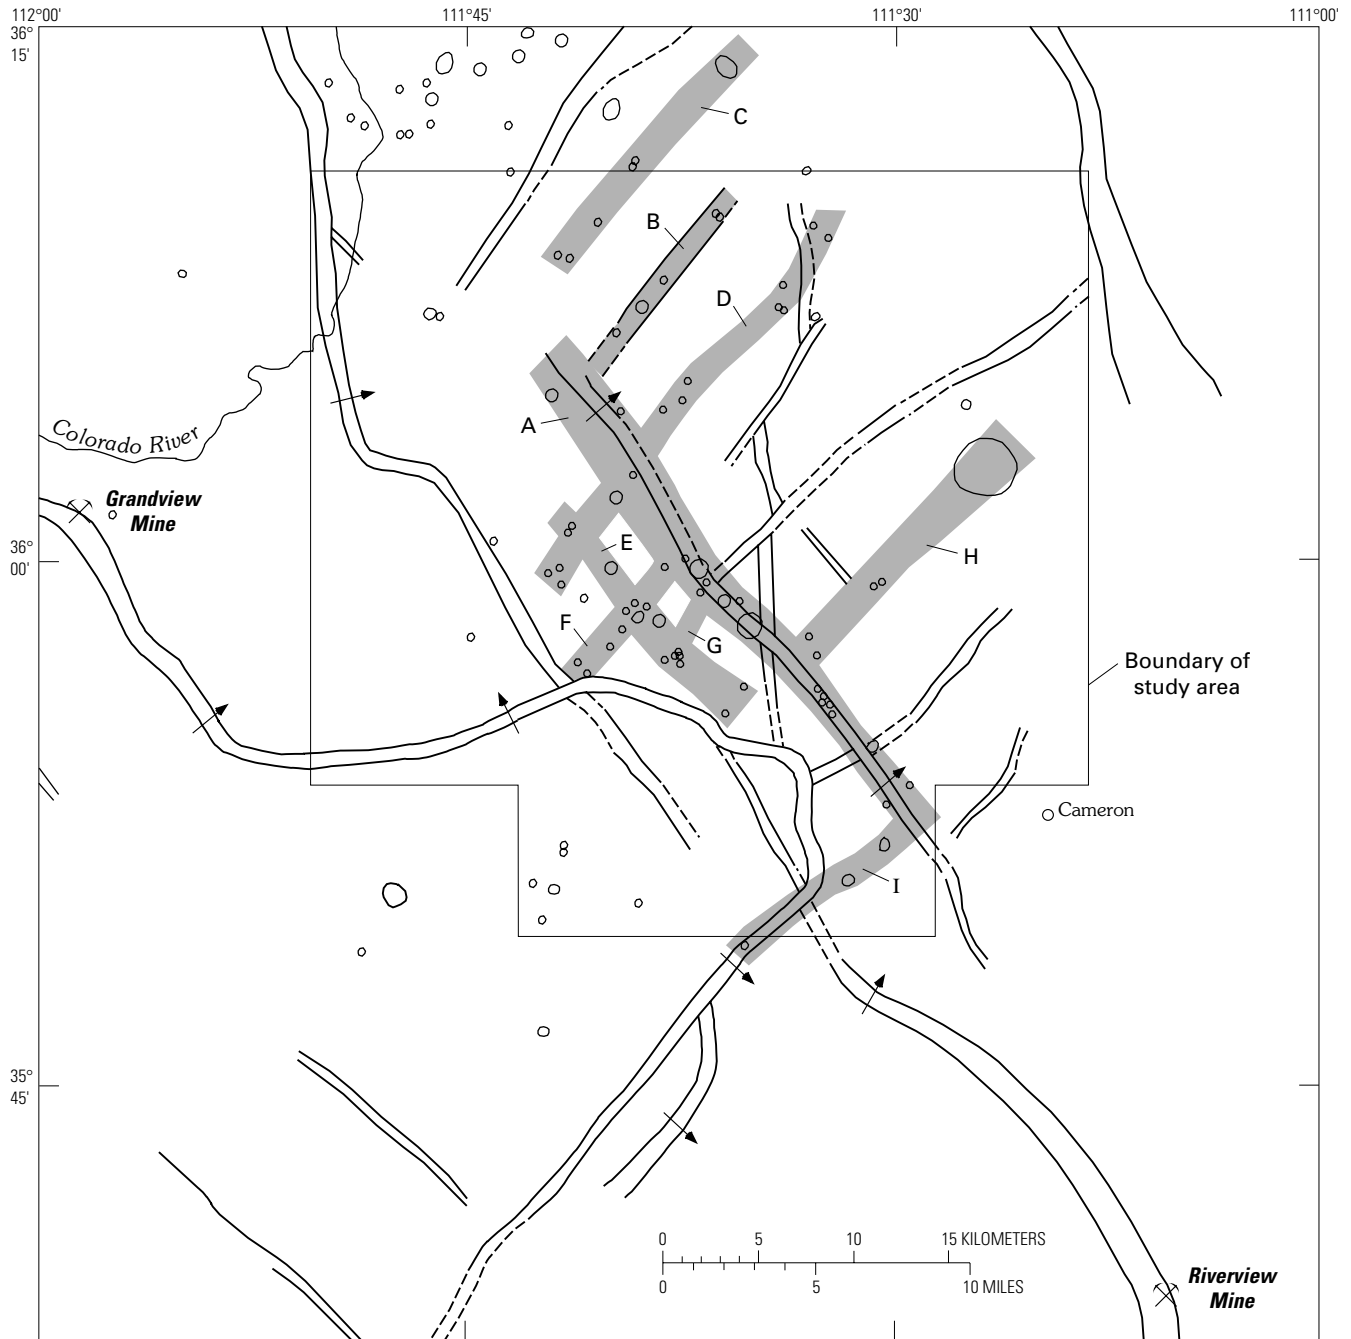 112°00'
111°45'
111°30'
111°00'
36°
15'
C
B
D
A
Colorado River
Grandview
Mine
36°
00'
E
H
F
G
Boundary of
study area
Cameron
I
35°
45'
0 5 10 15 KILOMETERS
0 5 10 MILES
Riverview
Mine